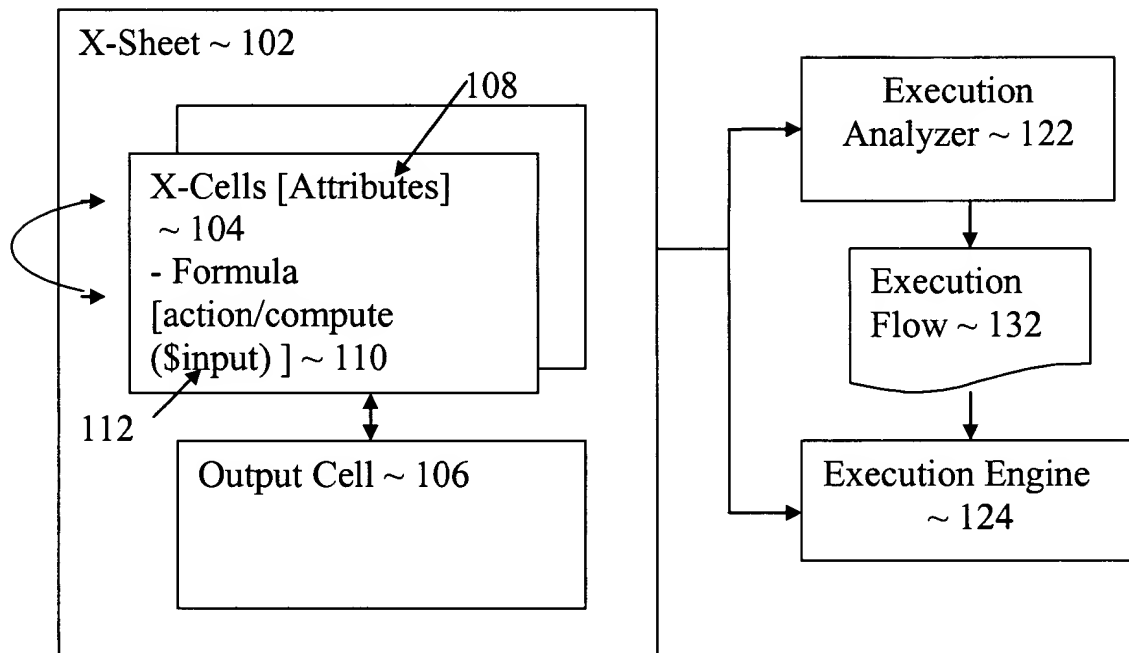 X-Sheet ~ 102
108
X-Cells [Attributes]
~ 104
- Formula
[action/compute
($input) ] ~ 110
112
Output Cell ~ 106
Execution
Analyzer ~ 122
Execution
Flow ~ 132
Execution Engine
~ 124